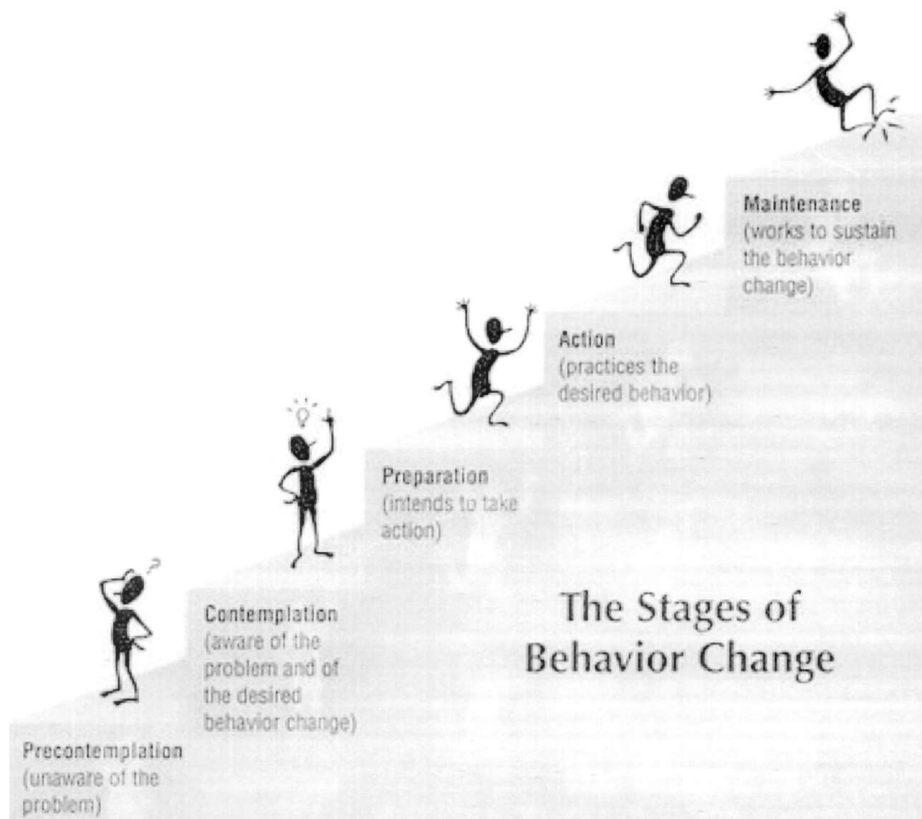 Maintenance
(works to sustain
the behavior
change)
Action
(practices the
desired behavior)
Preparation
(intends to take
action)
Contemplation
(aware of the
problem and of
the desired
behavior change)
Precontemplation
(unaware of the
problem)
The Stages of
Behavior Change
?